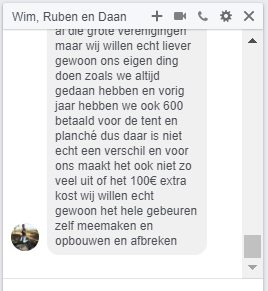 Wim, Ruben en Daan
al die grote verenigingen
maar wij willen echt liever
gewoon ons eigen ding
doen zoals we altijd
gedaan hebben en vorig
jaar hebben we ook 600
betaald voor de tent en
planché dus daar is niet
echt een verschil en voor
ons maakt het ook niet zo
veel uit of het 100€ extra
kost wij willen echt
gewoon het hele gebeuren
zelf meemaken en
opbouwen en afbreken